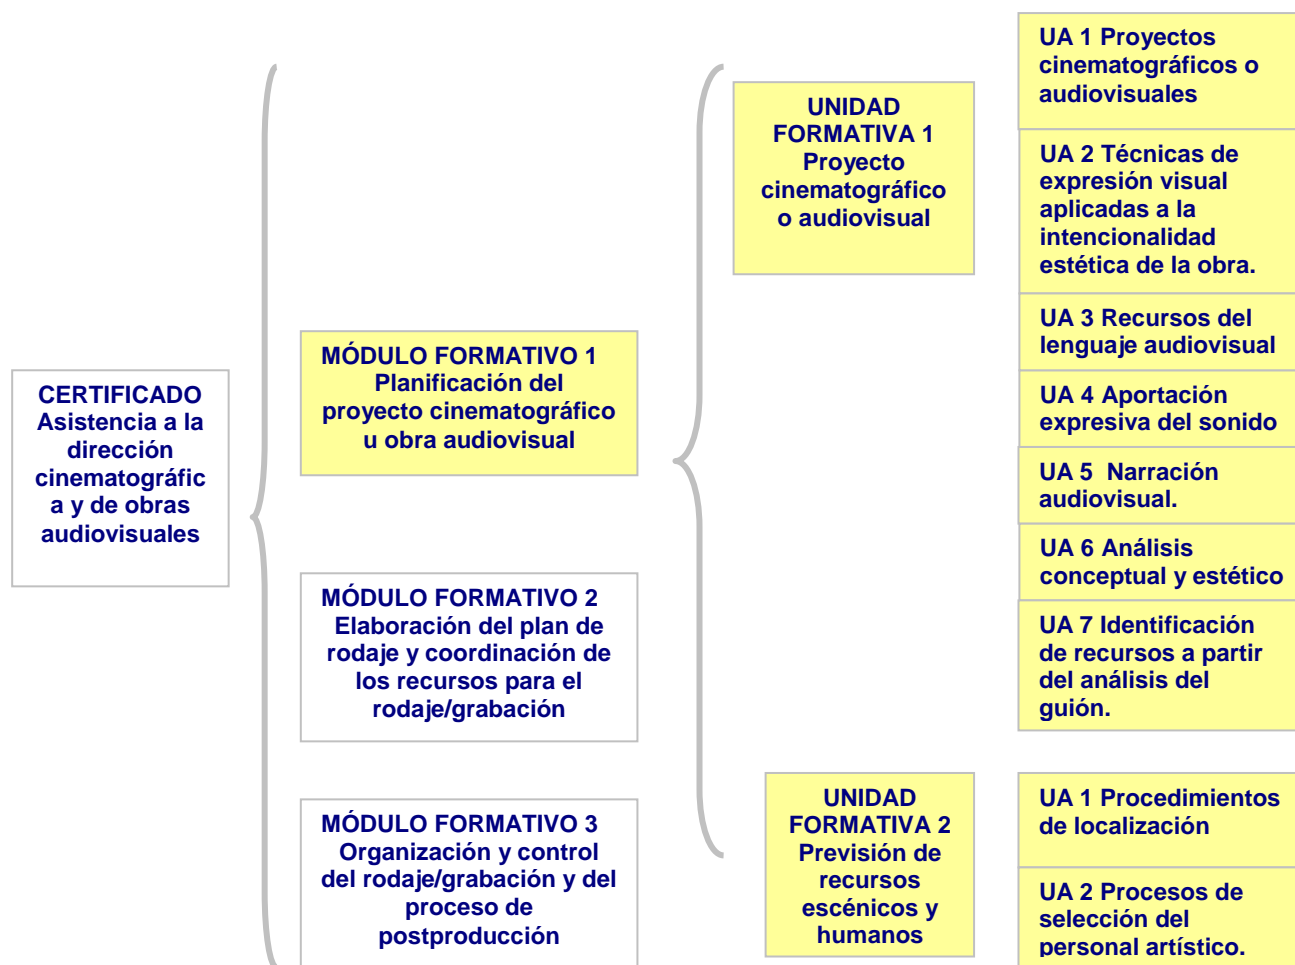 CERTIFICADO
Asistencia a la
dirección
cinematográfic
a y de obras
audiovisuales
MÓDULO FORMATIVO 1
Planificación del
proyecto cinematográfico
u obra audiovisual
MÓDULO FORMATIVO 2
Elaboración del plan de
rodaje y coordinación de
los recursos para el
rodaje/grabación
MÓDULO FORMATIVO 3
Organización y control
del rodaje/grabación y del
proceso de
postproducción
UNIDAD
FORMATIVA 1
Proyecto
cinematográfico
o audiovisual
UA 1 Proyectos
cinematográficos o
audiovisuales
UA 2 Técnicas de
expresión visual
aplicadas a la
intencionalidad
estética de la obra.
UA 3 Recursos del
lenguaje audiovisual
UA 4 Aportación
expresiva del sonido
UA 5 Narración
audiovisual.
UA 6 Análisis
conceptual y estético
UA 7 Identificación
de recursos a partir
del análisis del
guión.
UNIDAD
FORMATIVA 2
Previsión de
recursos
escénicos y
humanos
UA 1 Procedimientos
de localización
UA 2 Procesos de
selección del
personal artístico.